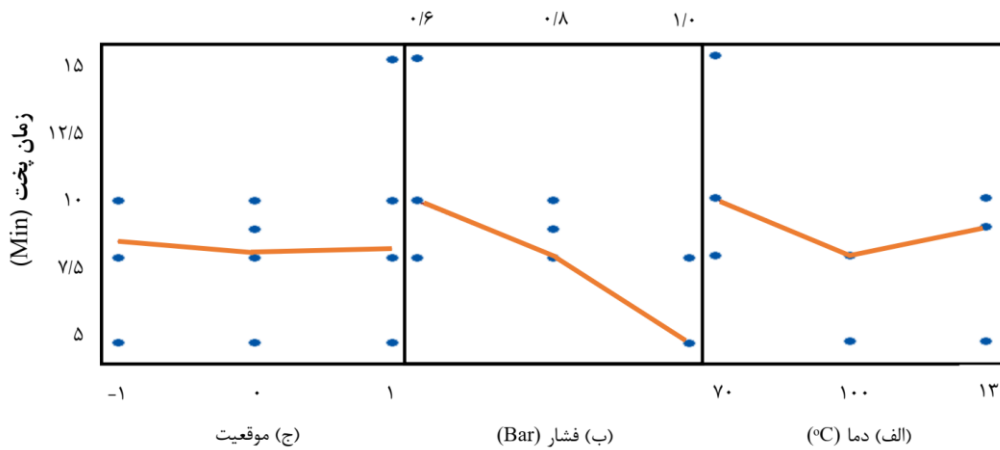 ۰/۶ ۰/۸ ۱/۰
زمان پخت (Min)
۱۵
۱۲/۵
۱۰
۷/۵
۵
-۱ ۰ ۱ ۷۰ ۱۰۰ ۱۳
(الف) دما (°C)
(ب) فشار (Bar)
(ج) موقعیت